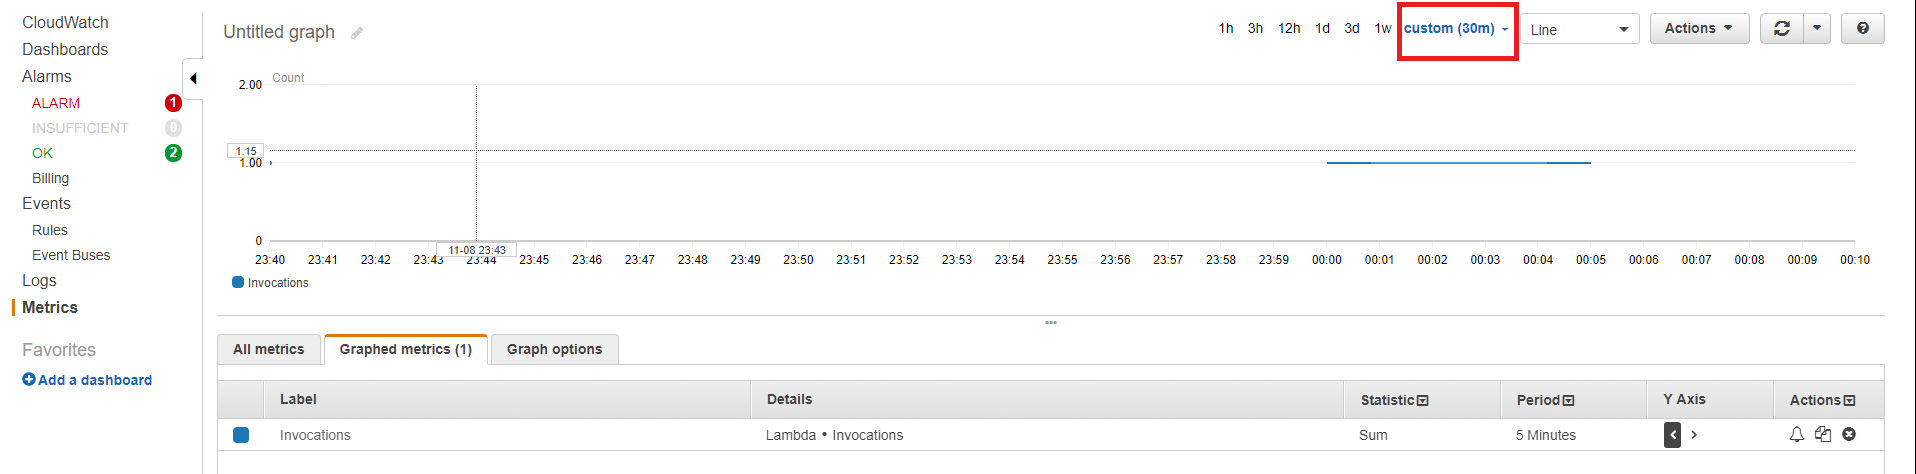 CloudWatch
Dashboards
Alarms
ALARM 1
INSUFFICIENT 0
OK 2
Billing
Events
Rules
Event Buses
Logs
Metrics
Favorites
Add a dashboard
Untitled graph
1h 3h 12h 1d 3d 1w custom (30m) Line Actions ?
Count
2.00
1.15
1.00
0
11-08 23:43
23:40 23:41 23:42 23:43 23:44 23:45 23:46 23:47 23:48 23:49 23:50 23:51 23:52 23:53 23:54 23:55 23:56 23:57 23:58 23:59 00:00 00:01 00:02 00:03 00:04 00:05 00:06 00:07 00:08 00:09 00:10
Invocations
All metrics Graphed metrics (1) Graph options
Label Details Statistic Period Y Axis Actions
Invocations Lambda • Invocations Sum 5 Minutes